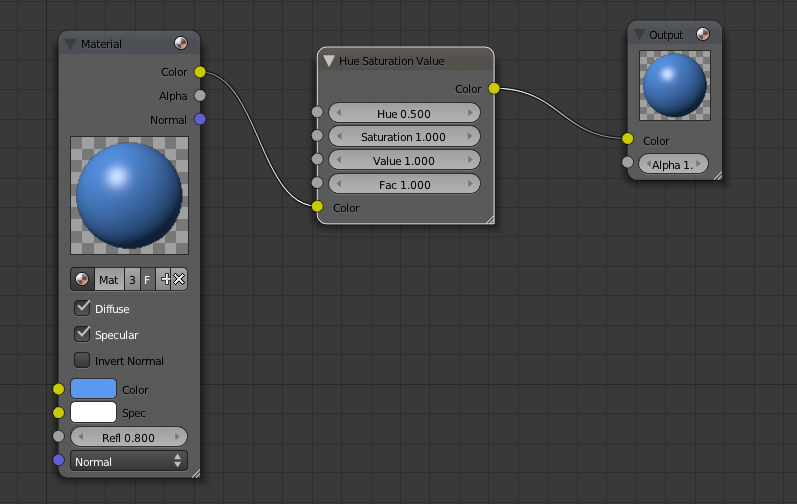 Material
Color
Alpha
Normal
Mat 3 F
Diffuse
Specular
Invert Normal
Color
Spec
Refl 0.800
Normal
Hue Saturation Value
Color
Hue 0.500
Saturation 1.000
Value 1.000
Fac 1.000
Color
Output
Color
Alpha 1.